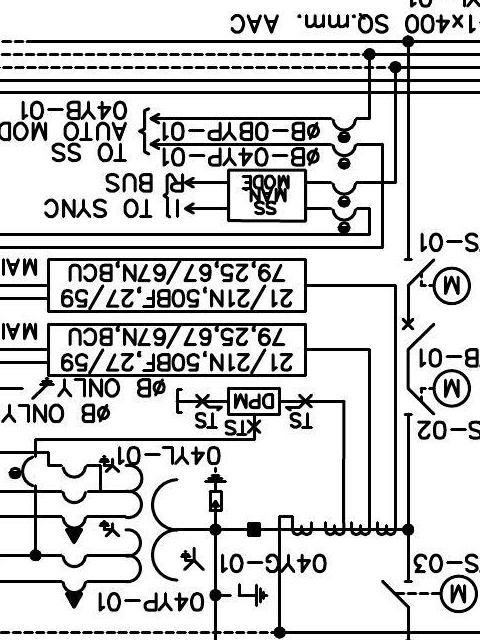 M
04YP-01
S-03
04YG-01
04YL-01
S-02
TS
TS
TS
DPM
ØB ONLY
ØB ONLY
M
B-01
21/21N,50BF,27/59
79,25,67/67N,BCU
MAI
21/21N,50BF,27/59
79,25,67/67N,BCU
MAI
M
S-01
SS
MAN
MODE
TO SYNC
R BUS
ØB-04YP-01
ØB-0BYP-01
TO SS
AUTO MOD
04YB-01
1x400 SQ.mm. AAC